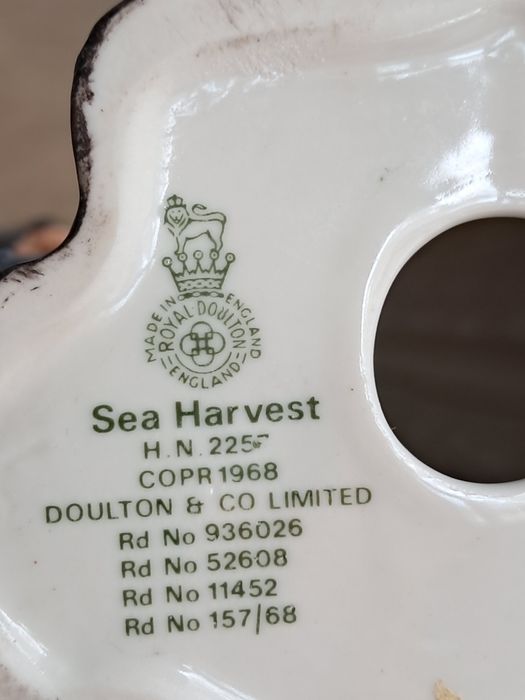 MADE IN ENGLAND
ROYAL·DOULTON
ENGLAND
Sea Harvest
H.N. 2257
COPR 1968
DOULTON & CO LIMITED
Rd No 936026
Rd No 52608
Rd No 11452
Rd No 157/68